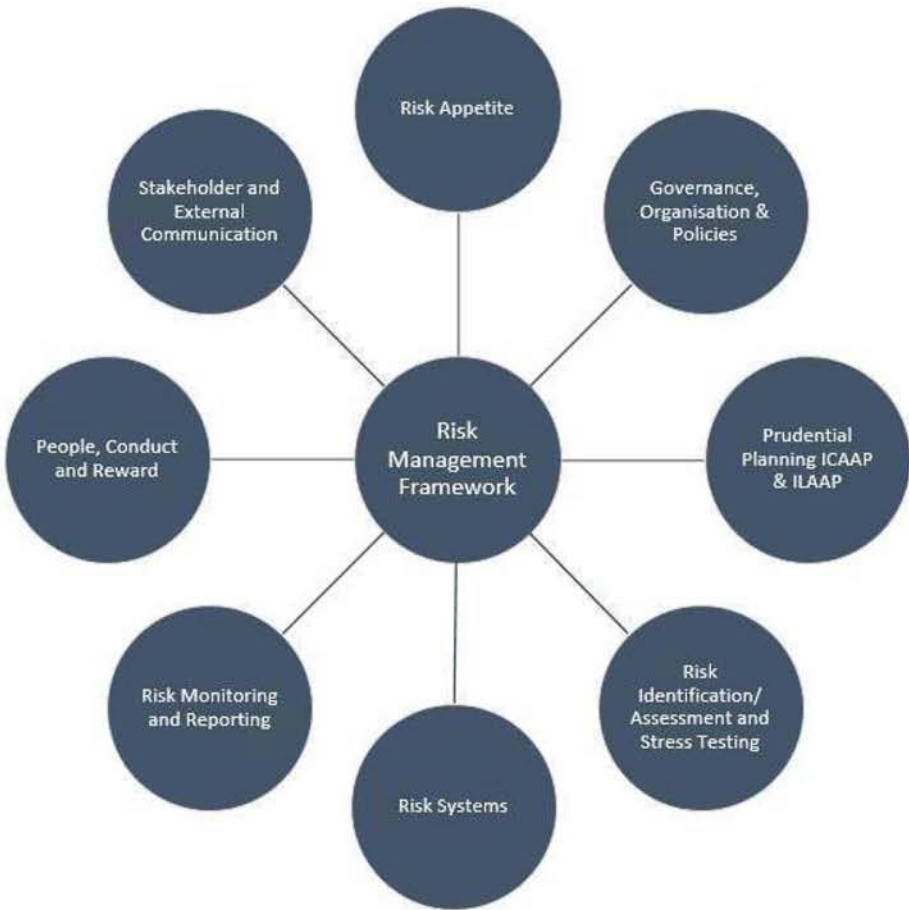 Risk Appetite
Governance,
Organisation &
Policies
Prudential
Planning ICAAP
& ILAAP
Risk
Identification/
Assessment and
Stress Testing
Risk Systems
Risk Monitoring
and Reporting
People, Conduct
and Reward
Stakeholder and
External
Communication
Risk
Management
Framework